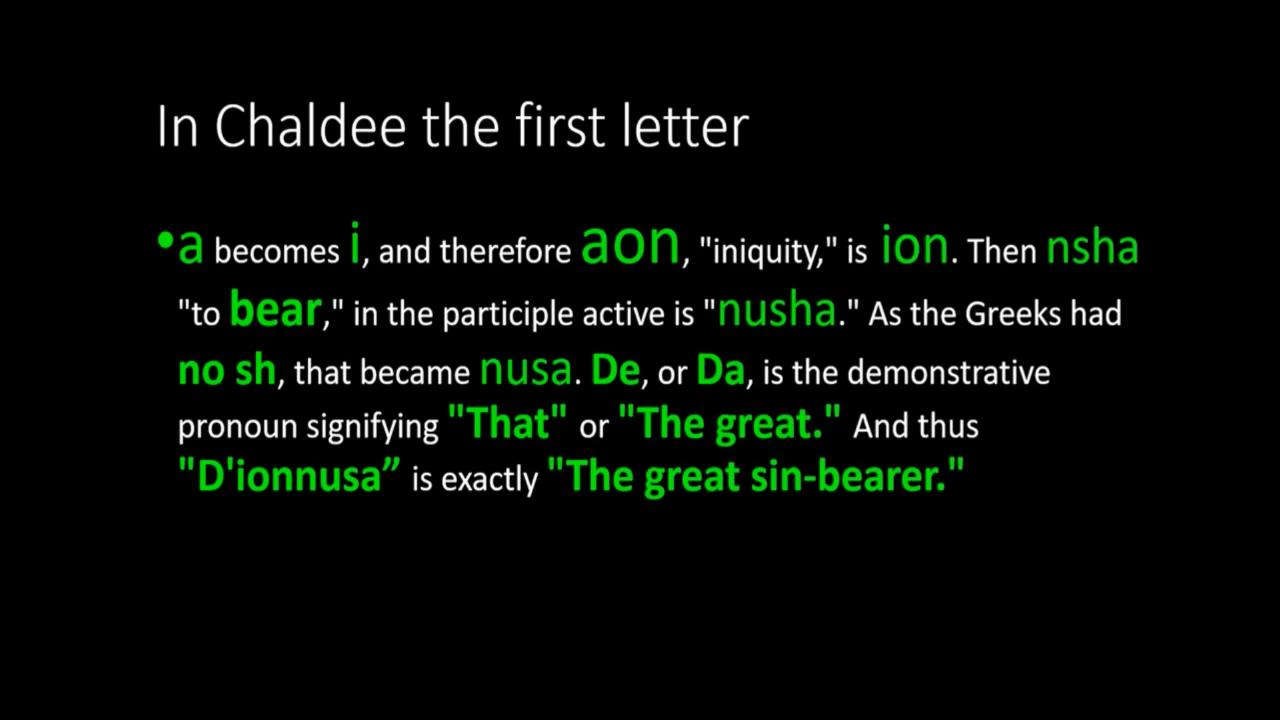 In Chaldee the first letter
•a becomes i, and therefore aon, "iniquity," is ion. Then nsha
"to bear," in the participle active is "nusha." As the Greeks had
no sh, that became nusa. De, or Da, is the demonstrative
pronoun signifying "That" or "The great." And thus
"D'ionnusa” is exactly "The great sin-bearer."